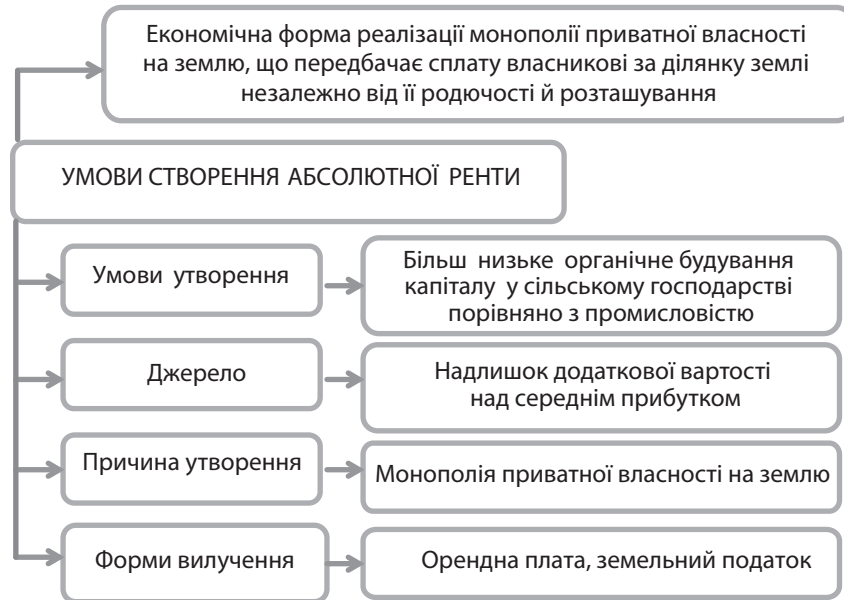 Економічна форма реалізації монополії приватної власності
на землю, що передбачає сплату власникові за ділянку землі
незалежно від її родючості й розташування
УМОВИ СТВОРЕННЯ АБСОЛЮТНОЇ РЕНТИ
Умови утворення
Більш низьке органічне будування
капіталу у сільському господарстві
порівняно з промисловістю
Джерело
Надлишок додаткової вартості
над середнім прибутком
Причина утворення
Монополія приватної власності на землю
Форми вилучення
Орендна плата, земельний податок